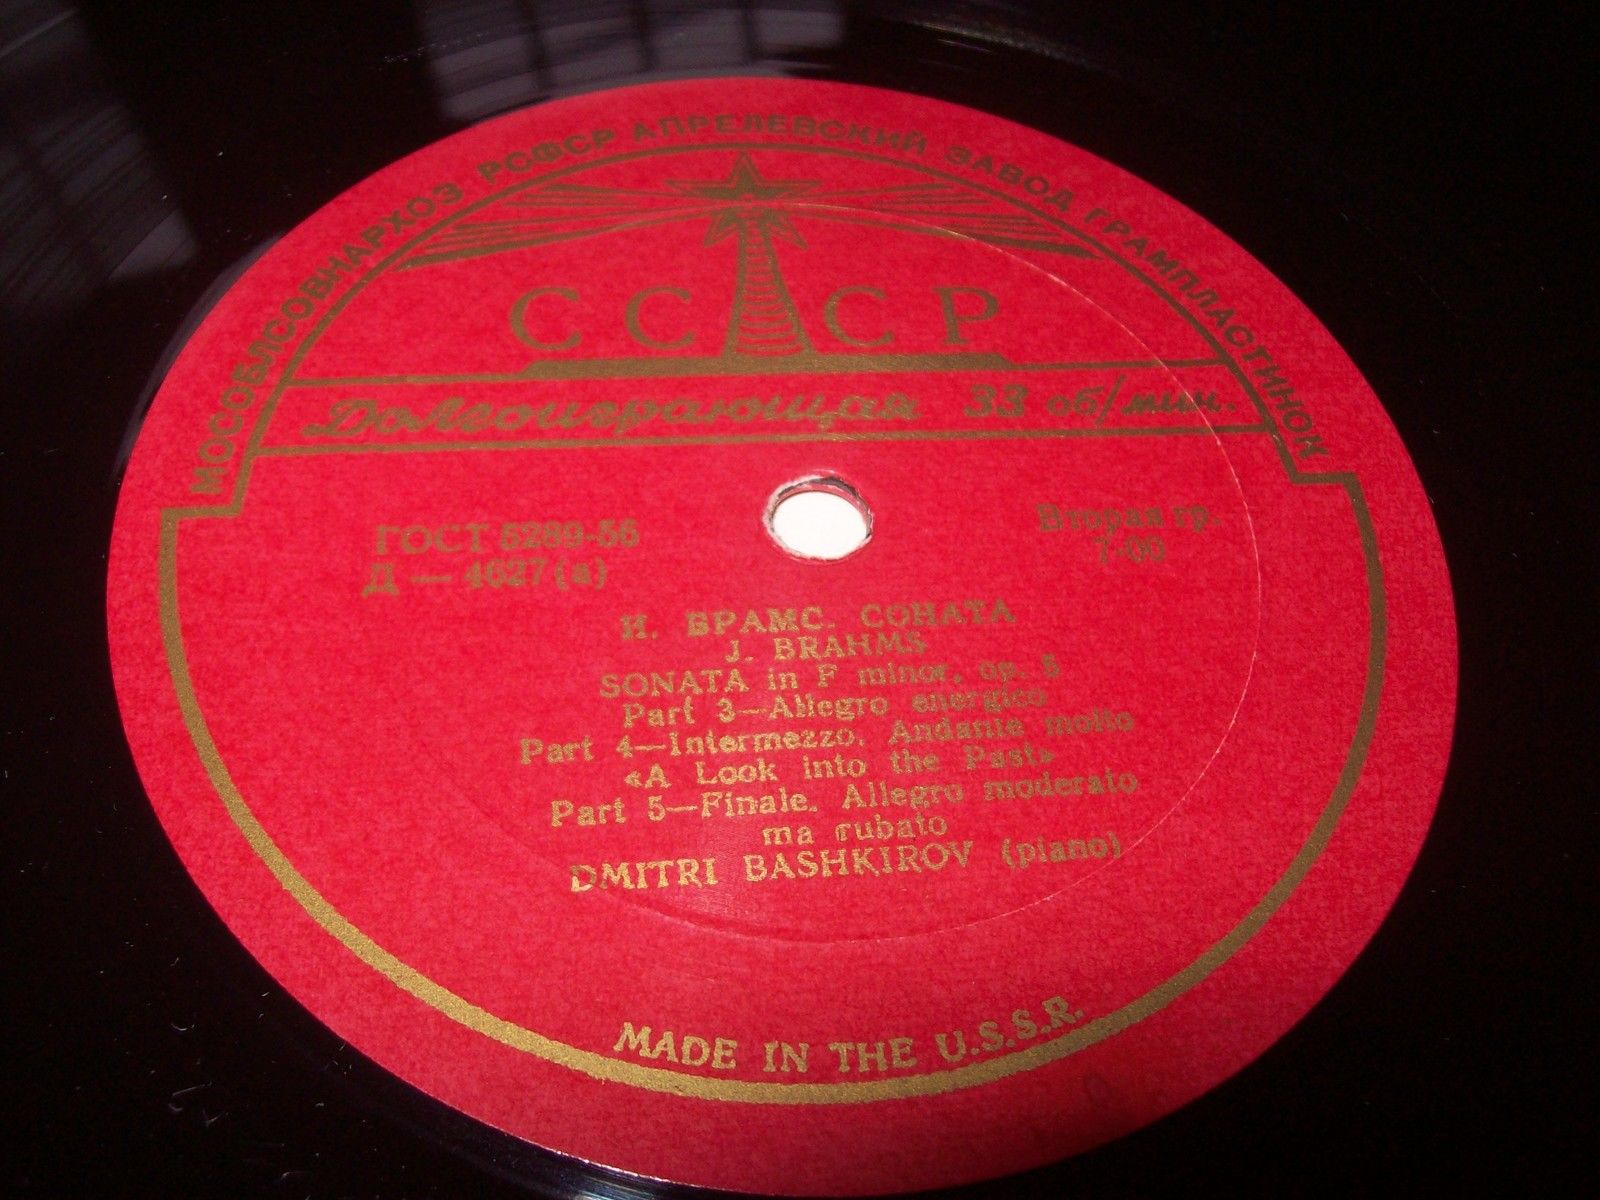 МОСОБЛСОВНАРХОЗ РСФСР АПРЕЛЕВСКИЙ ЗАВОД ГРАМПЛАСТИНОК
СССР
Долгоиграющая 33 об/мин.
ГОСТ 5289-56
Вторая гр.
Д — 4627 (а)
7-00
И. БРАМС. СОНАТА
J. BRAHMS
SONATA in F minor, op. 5
Part 3—Allegro energico
Part 4—Intermezzo. Andante molto
«A Look into the Past»
Part 5—Finale. Allegro moderato
ma rubato
DMITRI BASHKIROV (piano)
MADE IN THE U.S.S.R.